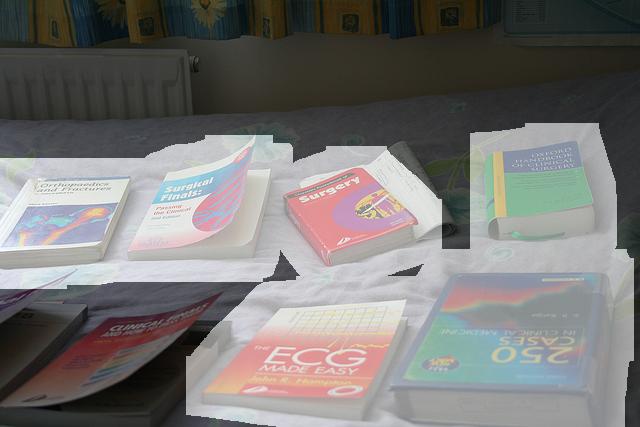 Orthopaedics
and Fractures
Surgical
Finals:
Passing
the Clinical
Surgery
OXFORD
HANDBOOK
OF CLINICAL
SURGERY
CLINICAL FINALS
THE
ECG
MADE EASY
John R. Hampton
250
CASES
IN CLINICAL MEDICINE